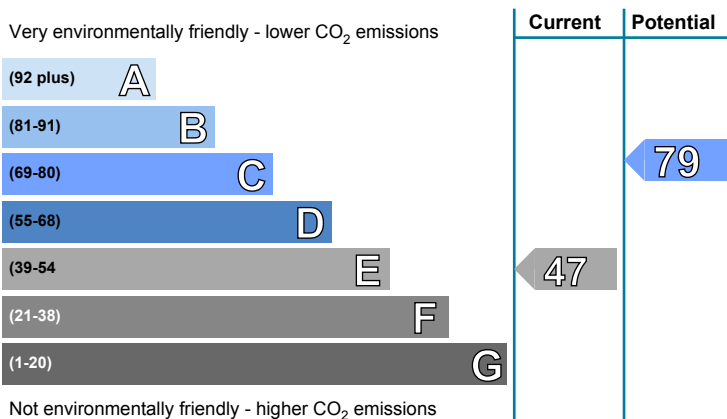 Current Potential
Very environmentally friendly - lower CO2 emissions
(92 plus) A
(81-91) B
(69-80) C
79
(55-68) D
(39-54 E
47
(21-38) F
(1-20) G
Not environmentally friendly - higher CO2 emissions